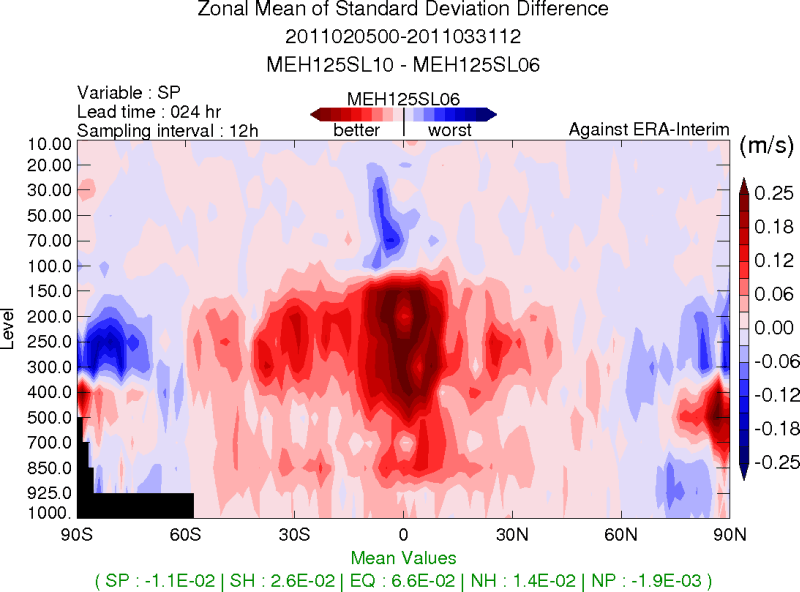 Zonal Mean of Standard Deviation Difference
2011020500-2011033112
MEH125SL10 - MEH125SL06
Variable : SP
Lead time : 024 hr
Sampling interval : 12h
MEH125SL06
better worst
Against ERA-Interim
(m/s)
10.00
20.00
30.00
50.00
70.00
100.0
150.0
200.0
250.0
300.0
400.0
500.0
700.0
850.0
925.0
1000.
Level
0.25
0.18
0.12
0.06
0.00
-0.06
-0.12
-0.18
-0.25
90S 60S 30S 0 30N 60N 90N
Mean Values
( SP : -1.1E-02 | SH : 2.6E-02 | EQ : 6.6E-02 | NH : 1.4E-02 | NP : -1.9E-03 )